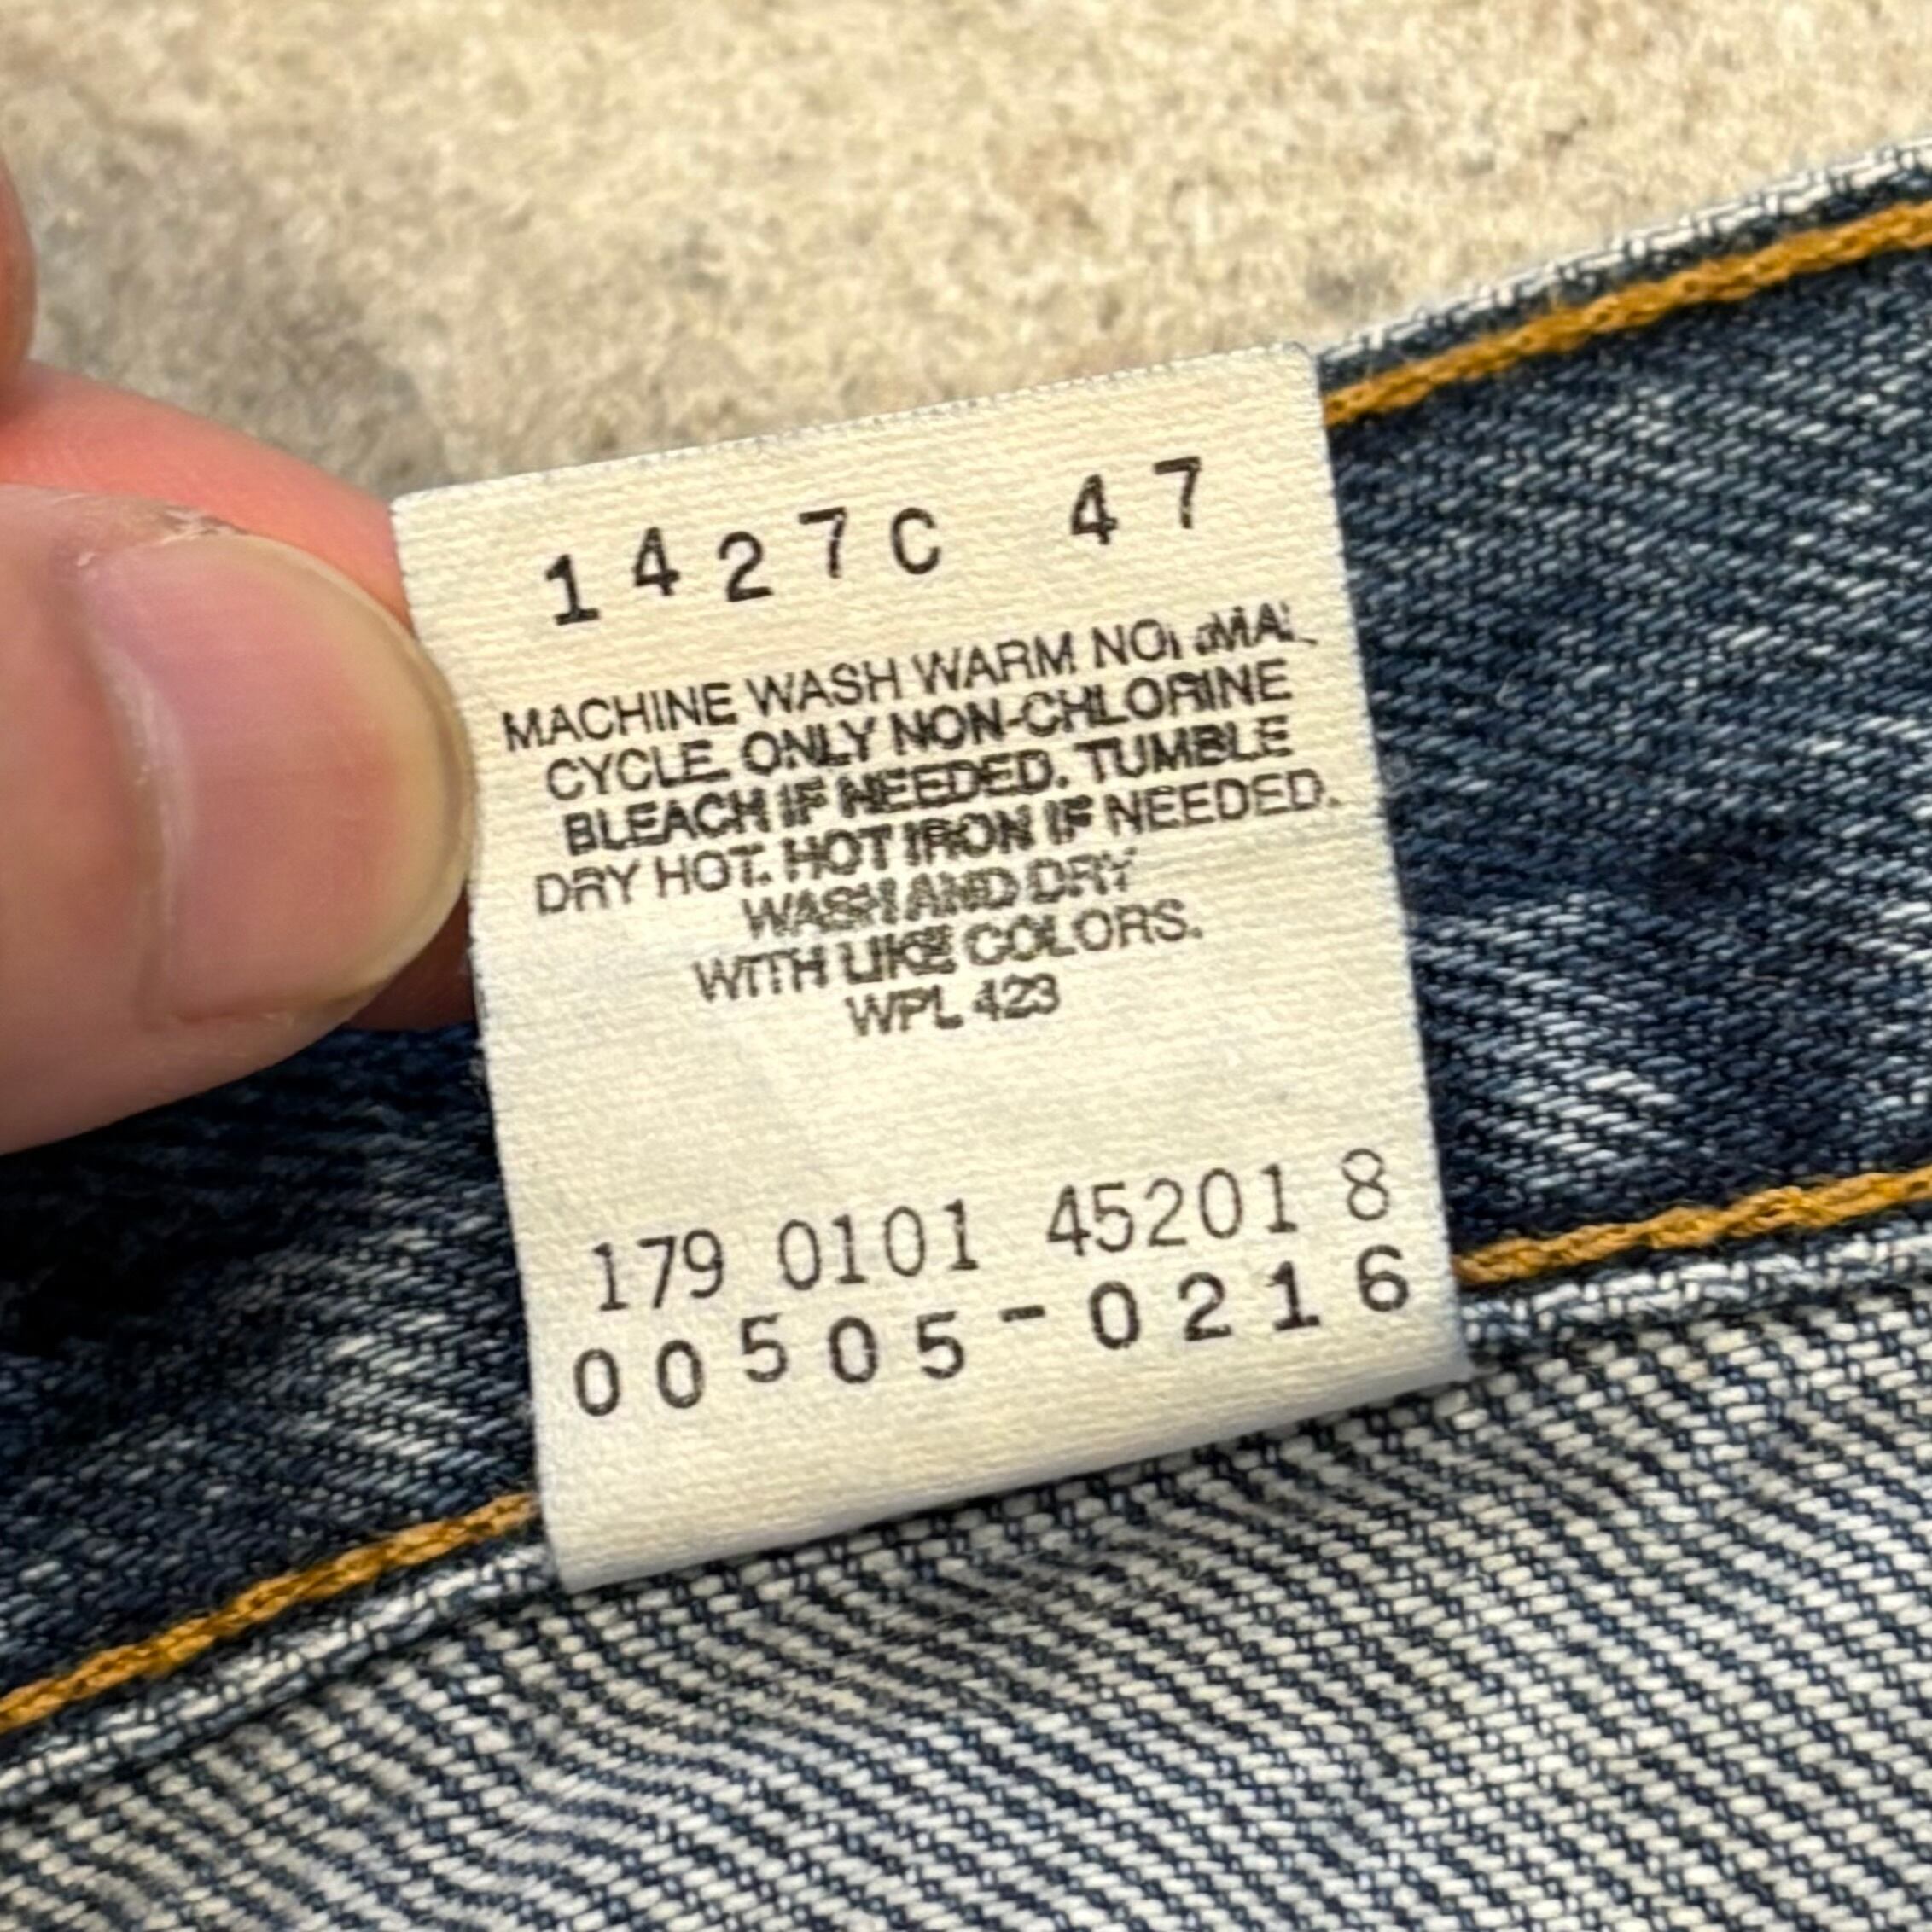 1427C 47
MACHINE WASH WARM NORMAL
CYCLE. ONLY NON-CHLORINE
BLEACH IF NEEDED. TUMBLE
DRY HOT. HOT IRON IF NEEDED.
WASH AND DRY
WITH LIKE COLORS.
WPL 423
179 0101 45201 8
00505-0216